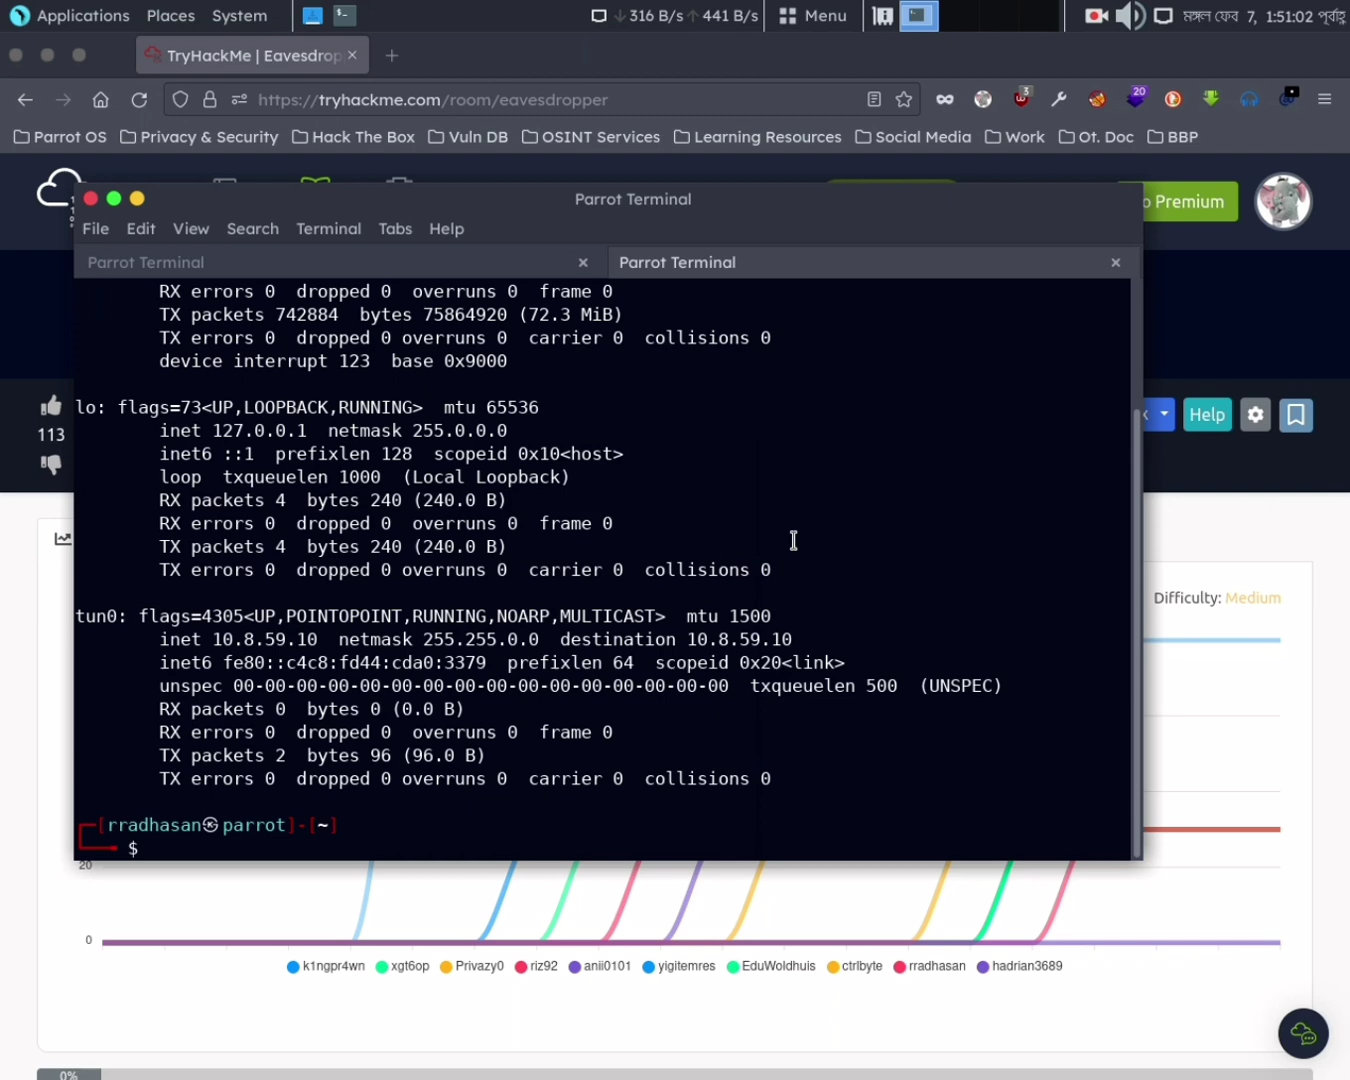 Applications Places System 316 B/s 441 B/s Menu মঙ্গল ফেব 7, 1:51:02 পূর্বাহ্ণ
TryHackMe | Eavesdrop
https://tryhackme.com/room/eavesdropper 3 20
Parrot OS Privacy & Security Hack The Box Vuln DB OSINT Services Learning Resources Social Media Work Ot. Doc BBP
Premium
Parrot Terminal
File Edit View Search Terminal Tabs Help
Parrot Terminal Parrot Terminal
RX errors 0 dropped 0 overruns 0 frame 0
TX packets 742884 bytes 75864920 (72.3 MiB)
TX errors 0 dropped 0 overruns 0 carrier 0 collisions 0
device interrupt 123 base 0x9000
lo: flags=73<UP,LOOPBACK,RUNNING> mtu 65536
inet 127.0.0.1 netmask 255.0.0.0
inet6 ::1 prefixlen 128 scopeid 0x10<host>
loop txqueuelen 1000 (Local Loopback)
RX packets 4 bytes 240 (240.0 B)
RX errors 0 dropped 0 overruns 0 frame 0
TX packets 4 bytes 240 (240.0 B)
TX errors 0 dropped 0 overruns 0 carrier 0 collisions 0
tun0: flags=4305<UP,POINTOPOINT,RUNNING,NOARP,MULTICAST> mtu 1500
inet 10.8.59.10 netmask 255.255.0.0 destination 10.8.59.10
inet6 fe80::c4c8:fd44:cda0:3379 prefixlen 64 scopeid 0x20<link>
unspec 00-00-00-00-00-00-00-00-00-00-00-00-00-00-00-00 txqueuelen 500 (UNSPEC)
RX packets 0 bytes 0 (0.0 B)
RX errors 0 dropped 0 overruns 0 frame 0
TX packets 2 bytes 96 (96.0 B)
TX errors 0 dropped 0 overruns 0 carrier 0 collisions 0
[rradhasan㉿parrot]-[~]
$
113
Help
Difficulty: Medium
20
0
k1ngpr4wn xgt6op Privazy0 riz92 anii0101 yigitemres EduWoldhuis ctrlbyte rradhasan hadrian3689
0%